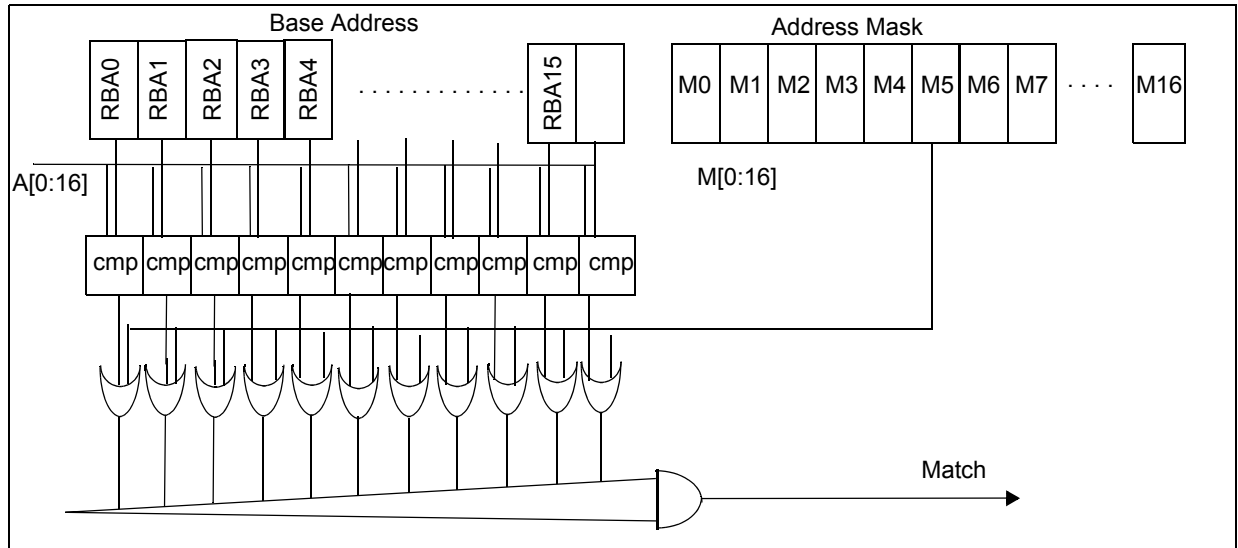 Base Address
Address Mask
RBA0 RBA1 RBA2 RBA3 RBA4 . . . . . . . . . . . . . RBA15
M0 M1 M2 M3 M4 M5 M6 M7 . . . . M16
A[0:16]
M[0:16]
cmp cmp cmp cmp cmp cmp cmp cmp cmp cmp cmp
Match